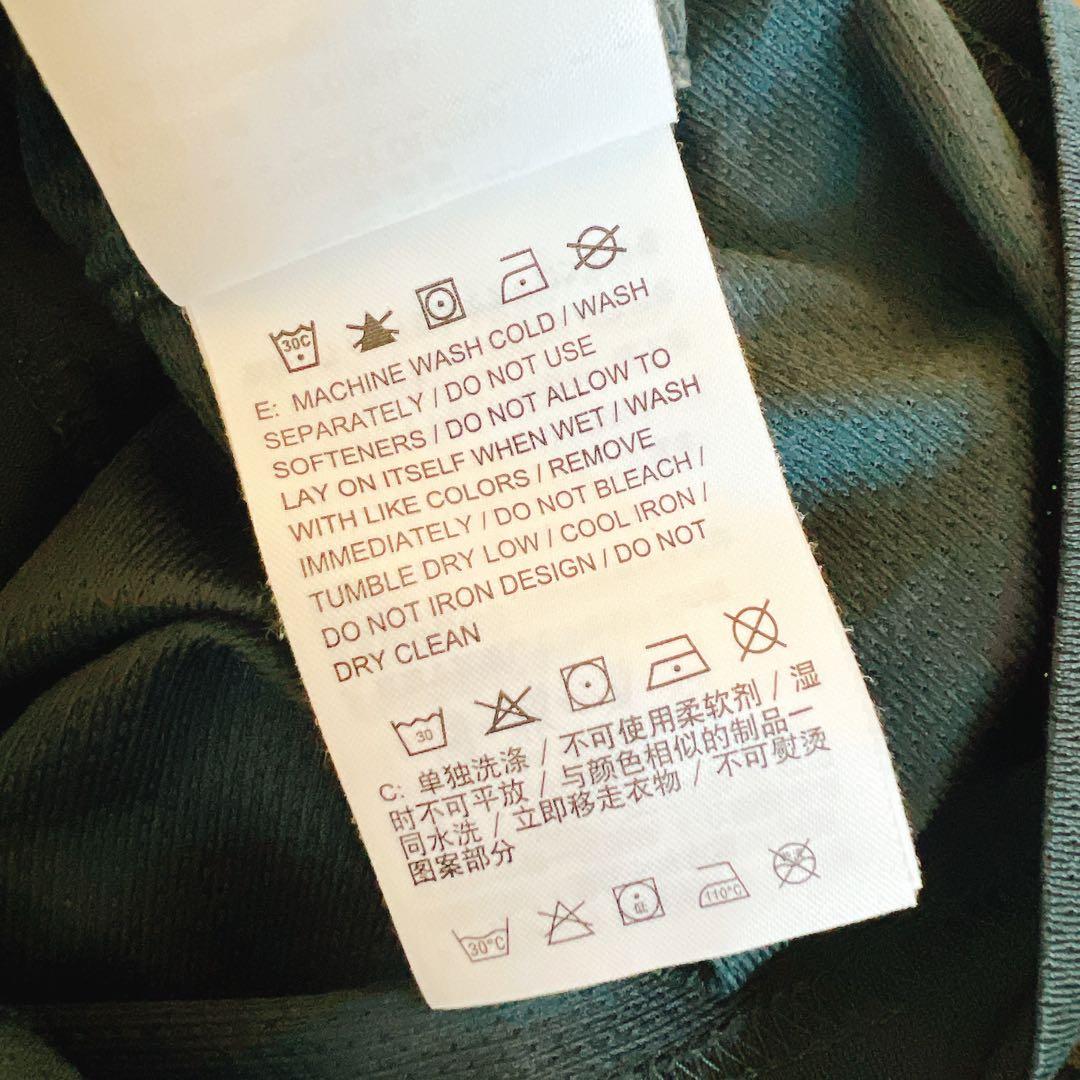 30C
E: MACHINE WASH COLD / WASH
SEPARATELY / DO NOT USE
SOFTENERS / DO NOT ALLOW TO
LAY ON ITSELF WHEN WET / WASH
WITH LIKE COLORS / REMOVE
IMMEDIATELY / DO NOT BLEACH /
TUMBLE DRY LOW / COOL IRON /
DO NOT IRON DESIGN / DO NOT
DRY CLEAN
30
C: 单独洗涤 / 不可使用柔软剂 / 湿
时不可平放 / 与颜色相似的制品一
同水洗 / 立即移走衣物 / 不可熨烫
图案部分
30°C 110°C